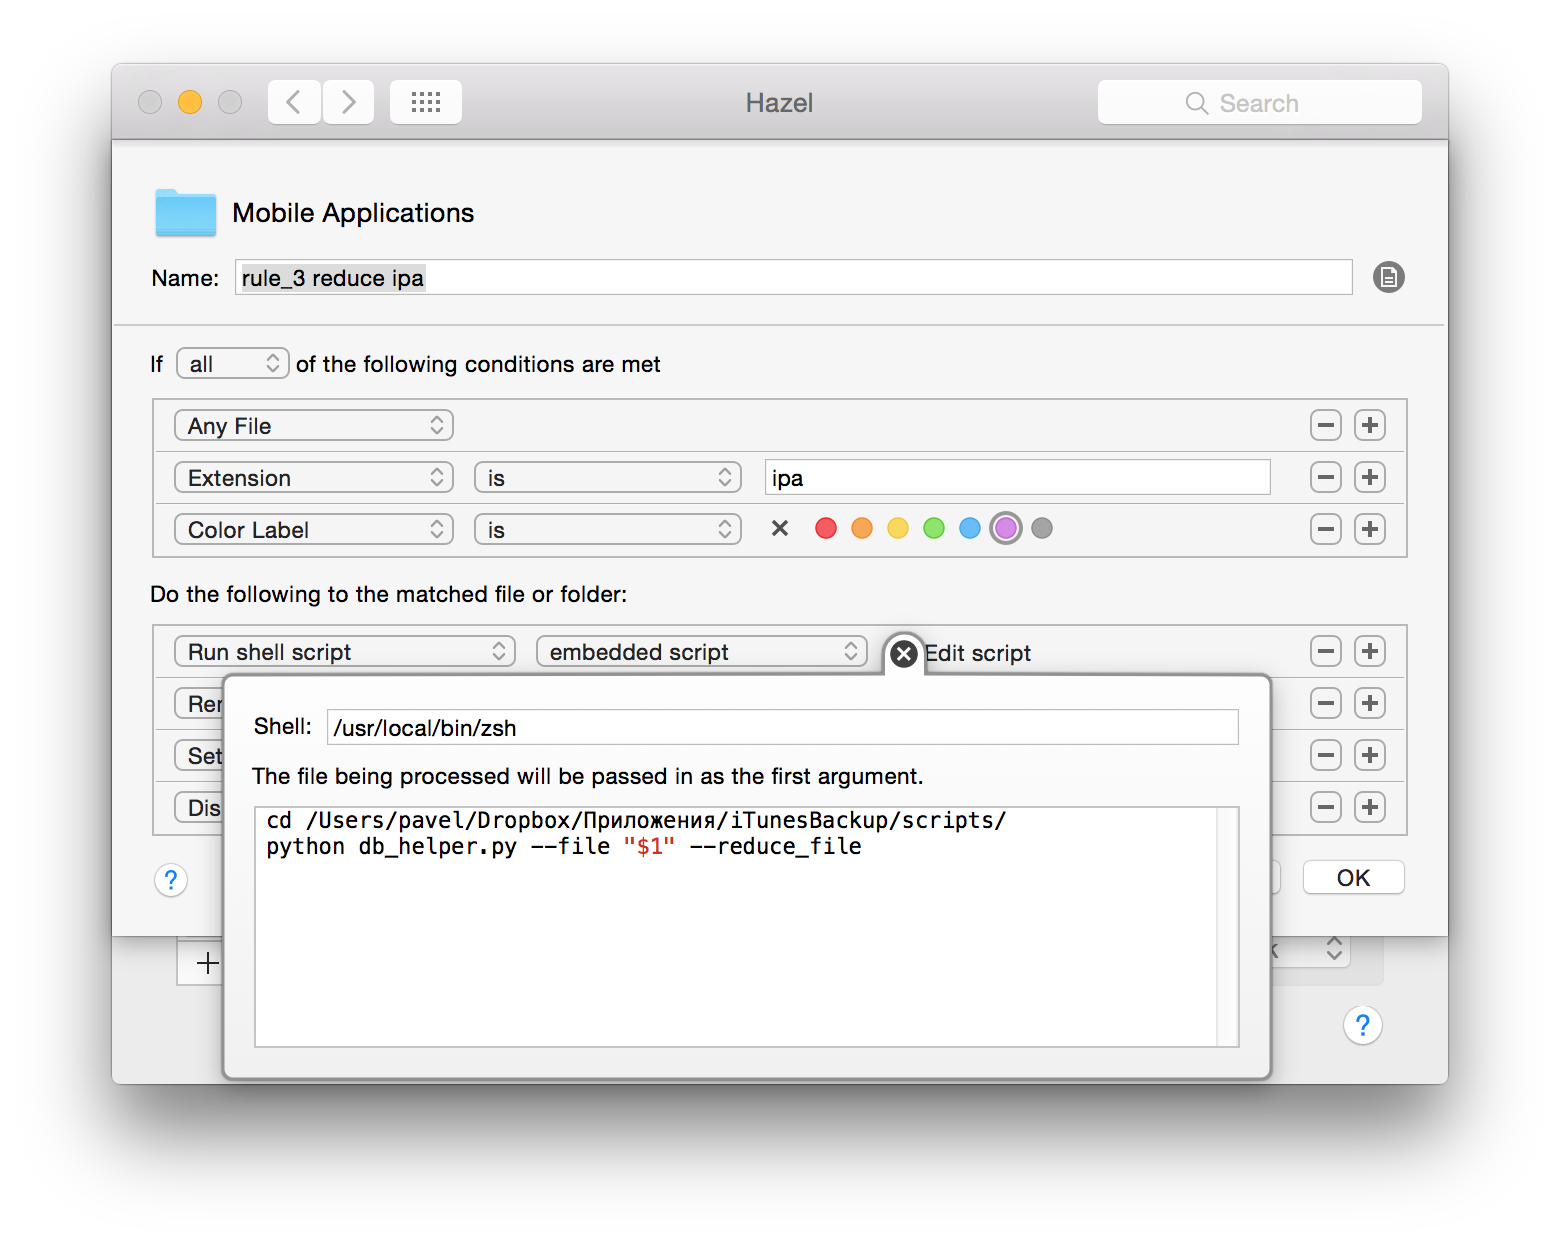 Hazel
Search
Mobile Applications
Name: rule_3 reduce ipa
If all of the following conditions are met
Any File
Extension is ipa
Color Label is
Do the following to the matched file or folder:
Run shell script embedded script Edit script
Set
Dis
Shell: /usr/local/bin/zsh
The file being processed will be passed in as the first argument.
cd /Users/pavel/Dropbox/Приложения/iTunesBackup/scripts/
python db_helper.py --file "$1" --reduce_file
? OK
?